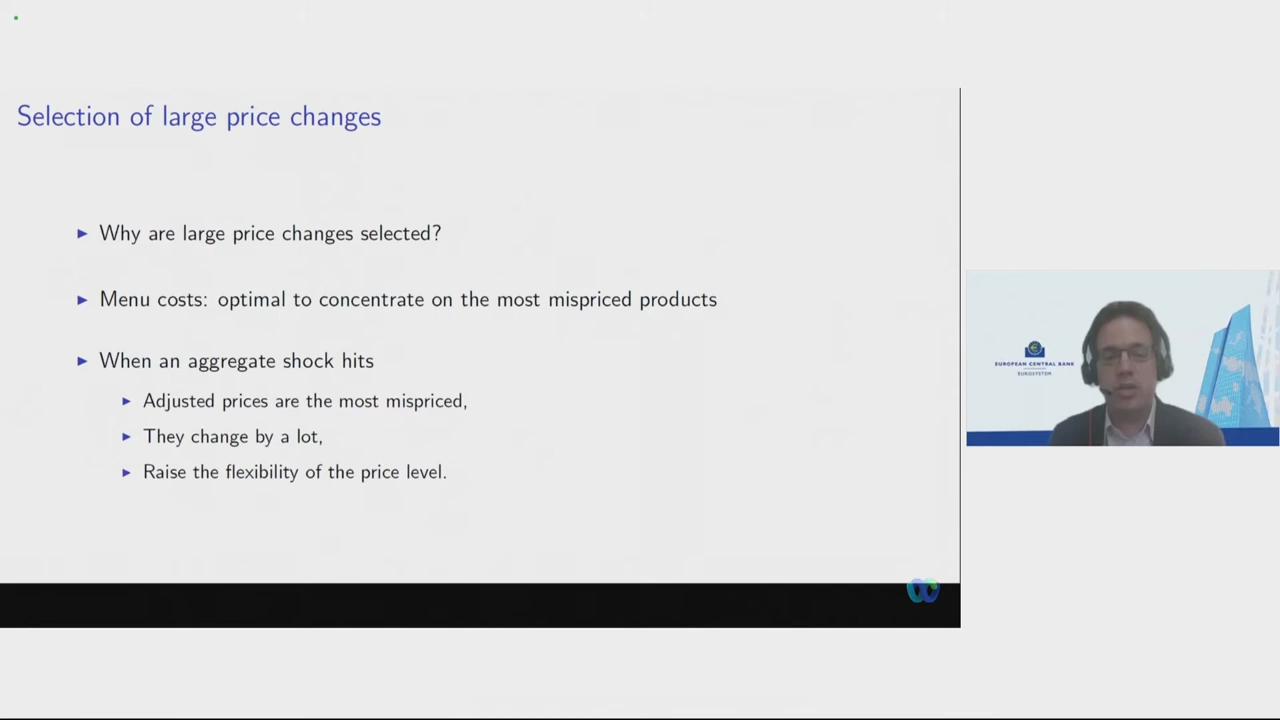 Selection of large price changes
Why are large price changes selected?
Menu costs: optimal to concentrate on the most mispriced products
When an aggregate shock hits
Adjusted prices are the most mispriced,
They change by a lot,
Raise the flexibility of the price level.
EUROPEAN CENTRAL BANK
EUROSYSTEM